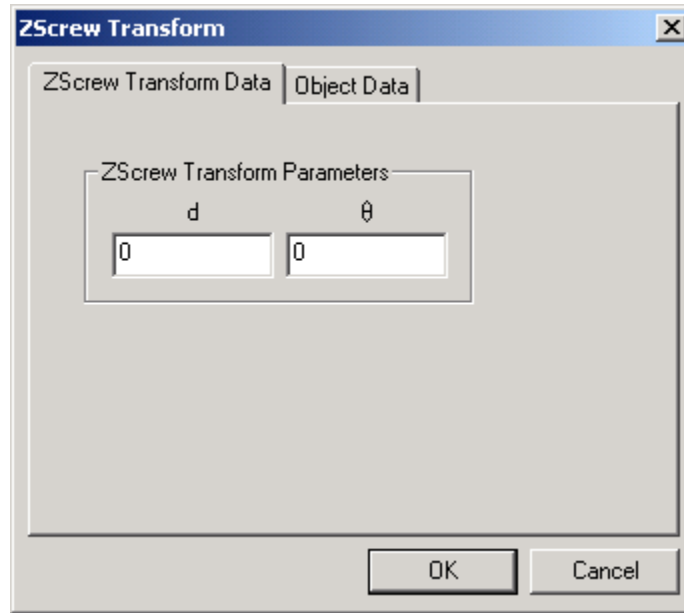 ZScrew Transform
ZScrew Transform Data Object Data
ZScrew Transform Parameters
d θ
0 0
OK Cancel